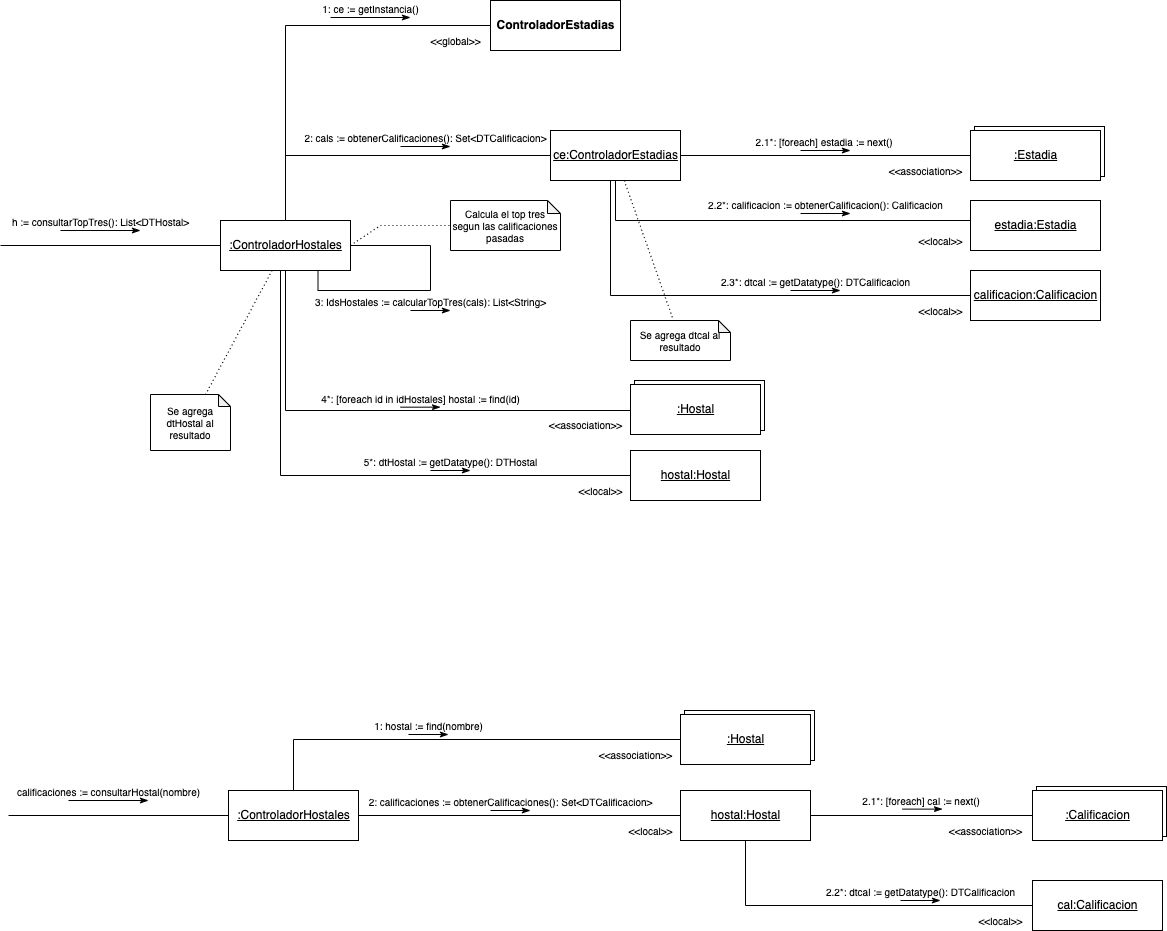 1: ce := getInstancia()
ControladorEstadias
<<global>>
2: cals := obtenerCalificaciones(): Set<DTCalificacion>
ce:ControladorEstadias
2.1*: [foreach] estadia := next()
:Estadia
<<association>>
2.2*: calificacion := obtenerCalificacion(): Calificacion
estadia:Estadia
<<local>>
2.3*: dtcal := getDatatype(): DTCalificacion
calificacion:Calificacion
<<local>>
Se agrega dtcal al
resultado
h := consultarTopTres(): List<DTHostal>
:ControladorHostales
Calcula el top tres
segun las calificaciones
pasadas
3: IdsHostales := calcularTopTres(cals): List<String>
Se agrega
dtHostal al
resultado
4*: [foreach id in idHostales] hostal := find(id)
:Hostal
<<association>>
5*: dtHostal := getDatatype(): DTHostal
hostal:Hostal
<<local>>
1: hostal := find(nombre)
:Hostal
<<association>>
calificaciones := consultarHostal(nombre)
:ControladorHostales
2: calificaciones := obtenerCalificaciones(): Set<DTCalificacion>
hostal:Hostal
<<local>>
2.1*: [foreach] cal := next()
:Calificacion
<<association>>
2.2*: dtcal := getDatatype(): DTCalificacion
cal:Calificacion
<<local>>